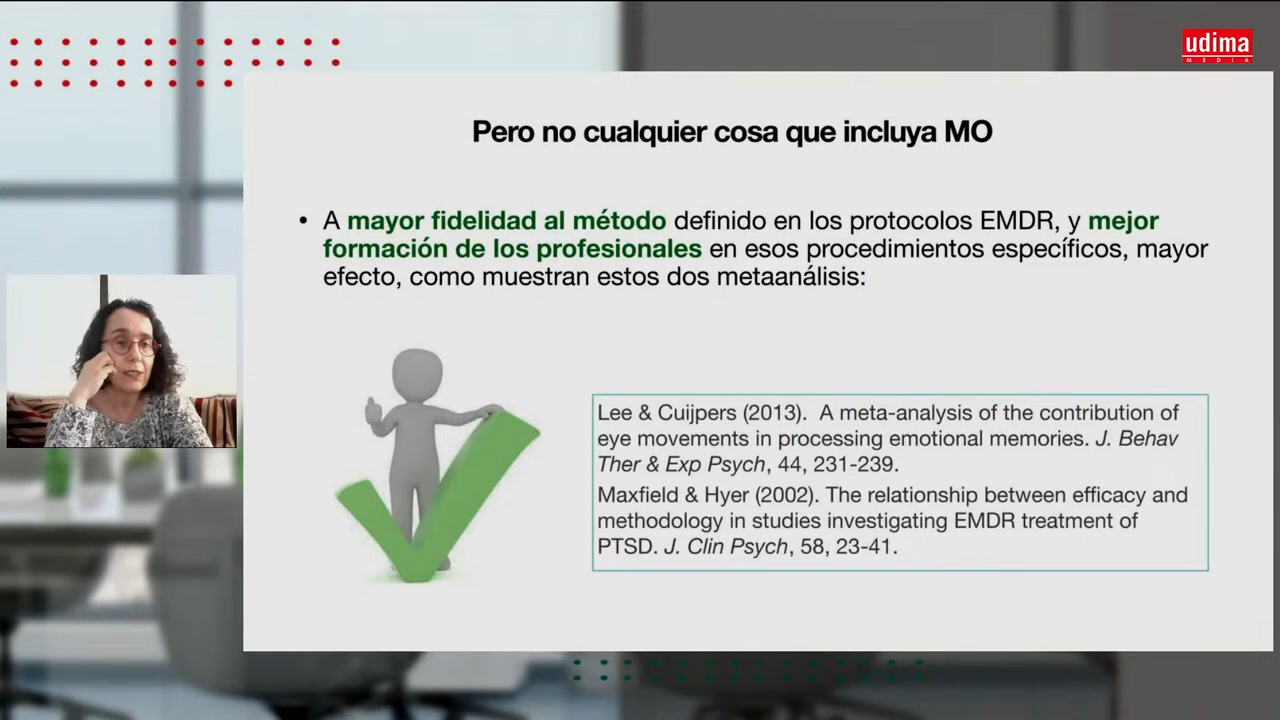 udima
MEDIA
Pero no cualquier cosa que incluya MO
• A mayor fidelidad al método definido en los protocolos EMDR, y mejor
formación de los profesionales en esos procedimientos específicos, mayor
efecto, como muestran estos dos metaanálisis:
Lee & Cuijpers (2013). A meta-analysis of the contribution of
eye movements in processing emotional memories. J. Behav
Ther & Exp Psych, 44, 231-239.
Maxfield & Hyer (2002). The relationship between efficacy and
methodology in studies investigating EMDR treatment of
PTSD. J. Clin Psych, 58, 23-41.